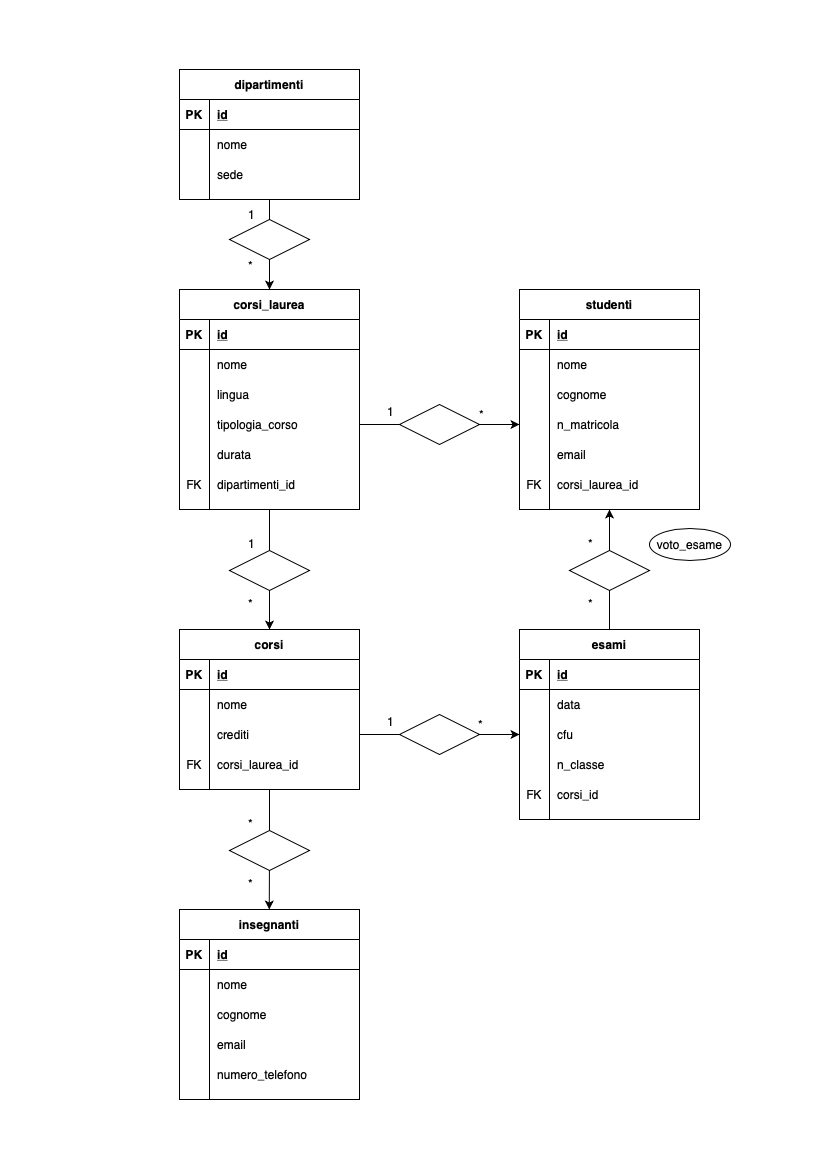 dipartimenti
PK id
nome
sede
1
*
corsi_laurea
PK id
nome
lingua
tipologia_corso
durata
FK dipartimenti_id
1
*
studenti
PK id
nome
cognome
n_matricola
email
FK corsi_laurea_id
1
*
*
voto_esame
*
corsi
PK id
nome
crediti
FK corsi_laurea_id
1
*
esami
PK id
data
cfu
n_classe
FK corsi_id
*
*
insegnanti
PK id
nome
cognome
email
numero_telefono